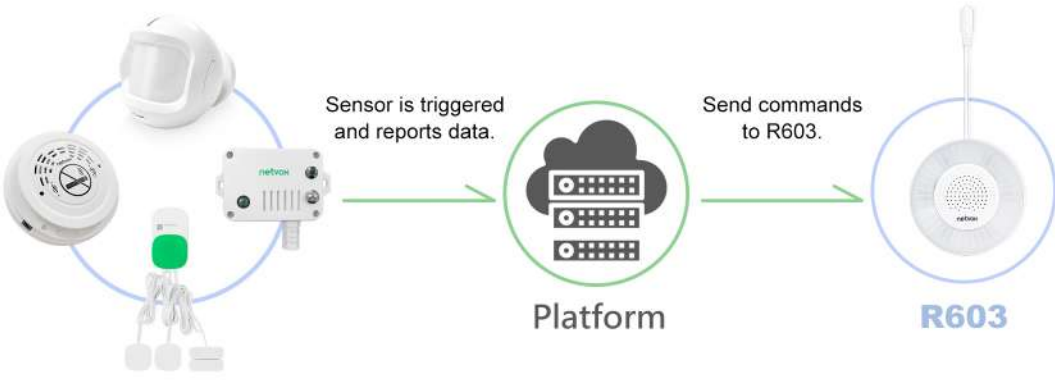 netvox
Sensor is triggered
and reports data.
Platform
Send commands
to R603.
netvox
R603